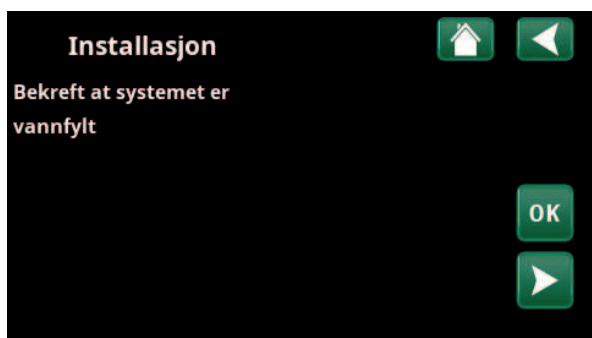 Installasjon
Bekreft at systemet er
vannfylt
OK